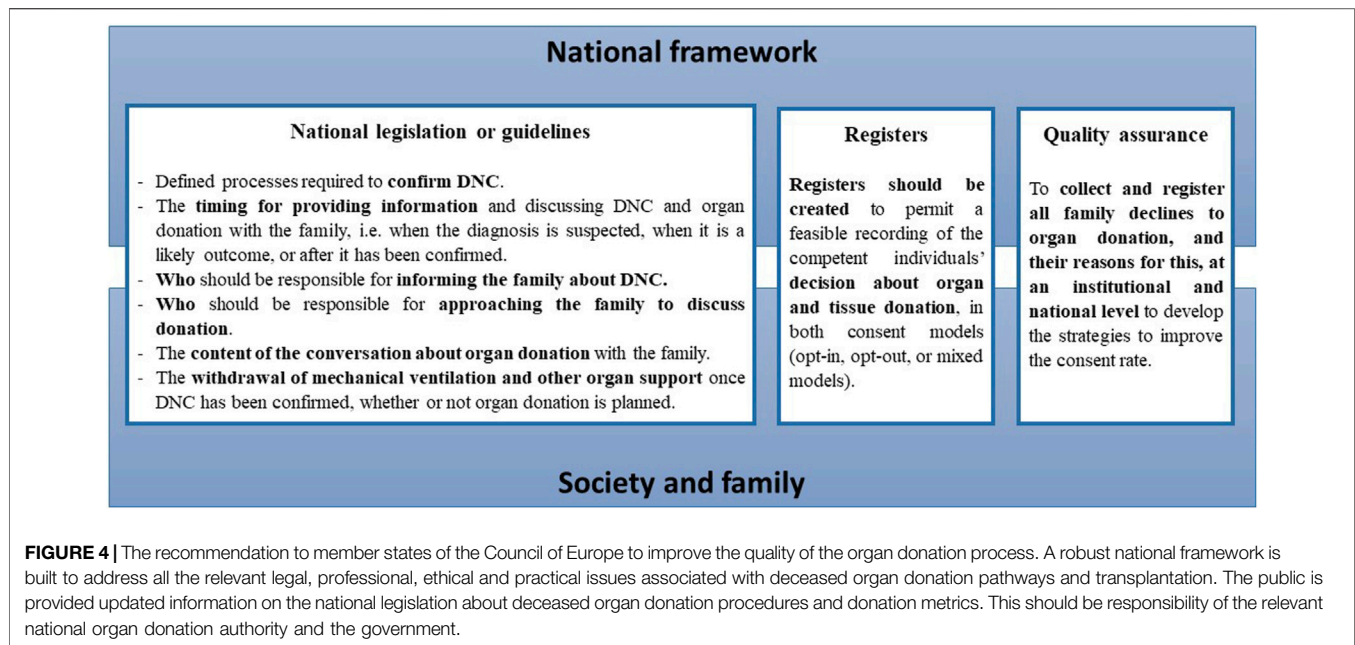 National framework
National legislation or guidelines
- Defined processes required to confirm DNC.
- The timing for providing information and discussing DNC and organ
donation with the family, i.e. when the diagnosis is suspected, when it is a
likely outcome, or after it has been confirmed.
- Who should be responsible for informing the family about DNC.
- Who should be responsible for approaching the family to discuss
donation.
- The content of the conversation about organ donation with the family.
- The withdrawal of mechanical ventilation and other organ support once
DNC has been confirmed, whether or not organ donation is planned.
Registers
Registers should be
created to permit a
feasible recording of the
competent individuals'
decision about organ
and tissue donation, in
both consent models
(opt-in, opt-out, or mixed
models).
Quality assurance
To collect and register
all family declines to
organ donation, and
their reasons for this, at
an institutional and
national level to develop
the strategies to improve
the consent rate.
Society and family
FIGURE 4 | The recommendation to member states of the Council of Europe to improve the quality of the organ donation process. A robust national framework is
built to address all the relevant legal, professional, ethical and practical issues associated with deceased organ donation pathways and transplantation. The public is
provided updated information on the national legislation about deceased organ donation procedures and donation metrics. This should be responsibility of the relevant
national organ donation authority and the government.